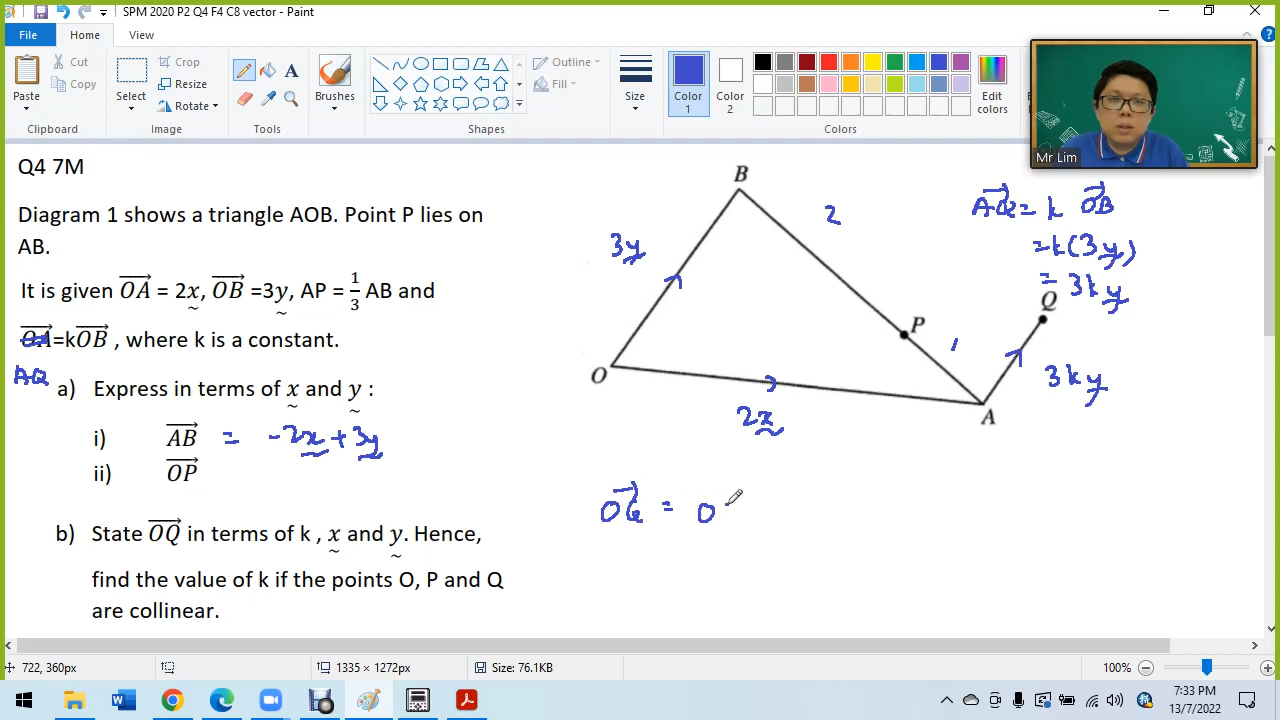 SPM 2020 P2 Q4 F4 C8 vector - Paint
File Home View
Paste
Cut
Copy
Clipboard
Select
Crop
Resize
Rotate
Image
A
Tools
Brushes
Shapes
Outline
Fill
Size
Color 1
Color 2
Colors
Edit colors
Mr Lim
Q4 7M
Diagram 1 shows a triangle AOB. Point P lies on
AB.
It is given OA⃗ = 2x̰, OB⃗ =3y̰, AP = 1/3 AB and
OA⃗=kOB⃗ , where k is a constant.
AQ
a) Express in terms of x̰ and y̰ :
i) AB⃗ = -2x̰ + 3y̰
ii) OP⃗
b) State OQ⃗ in terms of k , x̰ and y̰. Hence,
find the value of k if the points O, P and Q
are collinear.
B
3y̰
2
P
1
O
2x̰
A
Q
3ky̰
AQ⃗ = k OB⃗
= k(3y̰)
= 3ky̰
OQ⃗ = O
722, 360px
1335 × 1272px
Size: 76.1KB
100%
7:33 PM
13/7/2022